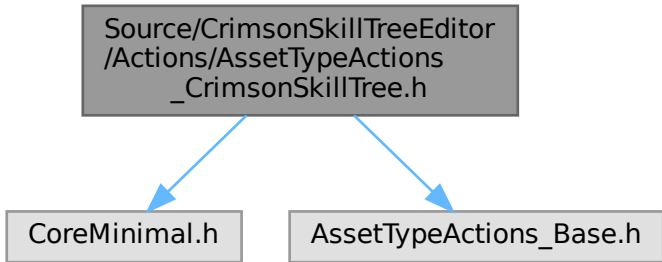 Source/CrimsonSkillTreeEditor
/Actions/AssetTypeActions
_CrimsonSkillTree.h
CoreMinimal.h
AssetTypeActions_Base.h